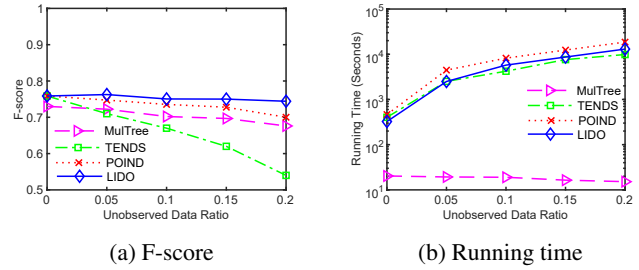 1
0.9
0.8
0.7
0.6
0.5
F-score
MulTree
TENDS
POIND
LIDO
0 0.05 0.1 0.15 0.2
Unobserved Data Ratio
(a) F-score
10^5
10^4
10^3
10^2
10^1
Running Time (Seconds)
MulTree
TENDS
POIND
LIDO
0 0.05 0.1 0.15 0.2
Unobserved Data Ratio
(b) Running time